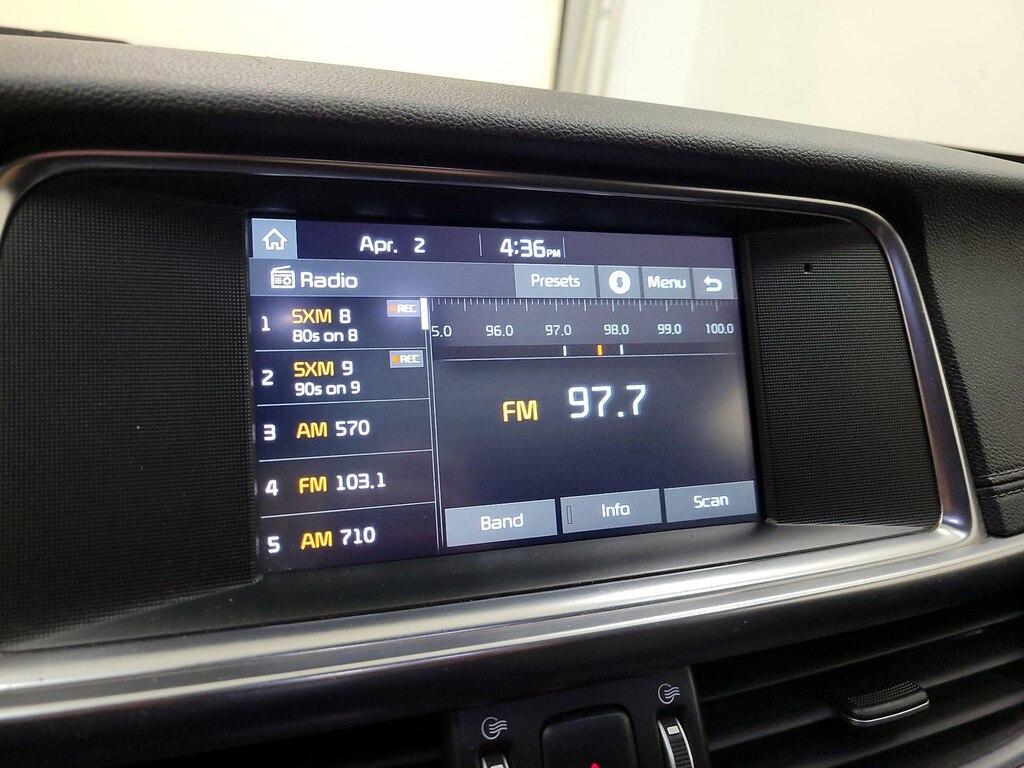 Apr. 2 4:36 PM
Radio Presets Menu
1 SXM 8 REC
80s on 8
2 SXM 9 REC
90s on 9
3 AM 570
4 FM 103.1
5 AM 710
5.0 96.0 97.0 98.0 99.0 100.0
FM 97.7
Band Info Scan